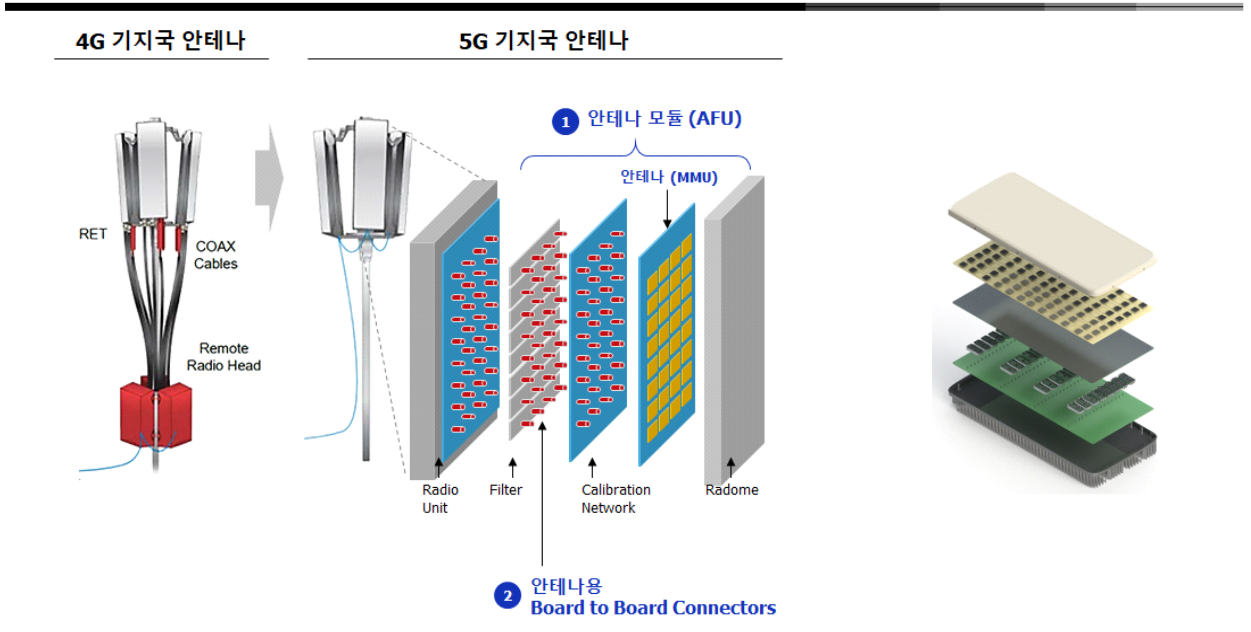 4G 기지국 안테나
5G 기지국 안테나
1 안테나 모듈 (AFU)
안테나 (MMU)
RET
COAX
Cables
Remote
Radio Head
Radio
Unit
Filter
Calibration
Network
Radome
2 안테나용
Board to Board Connectors